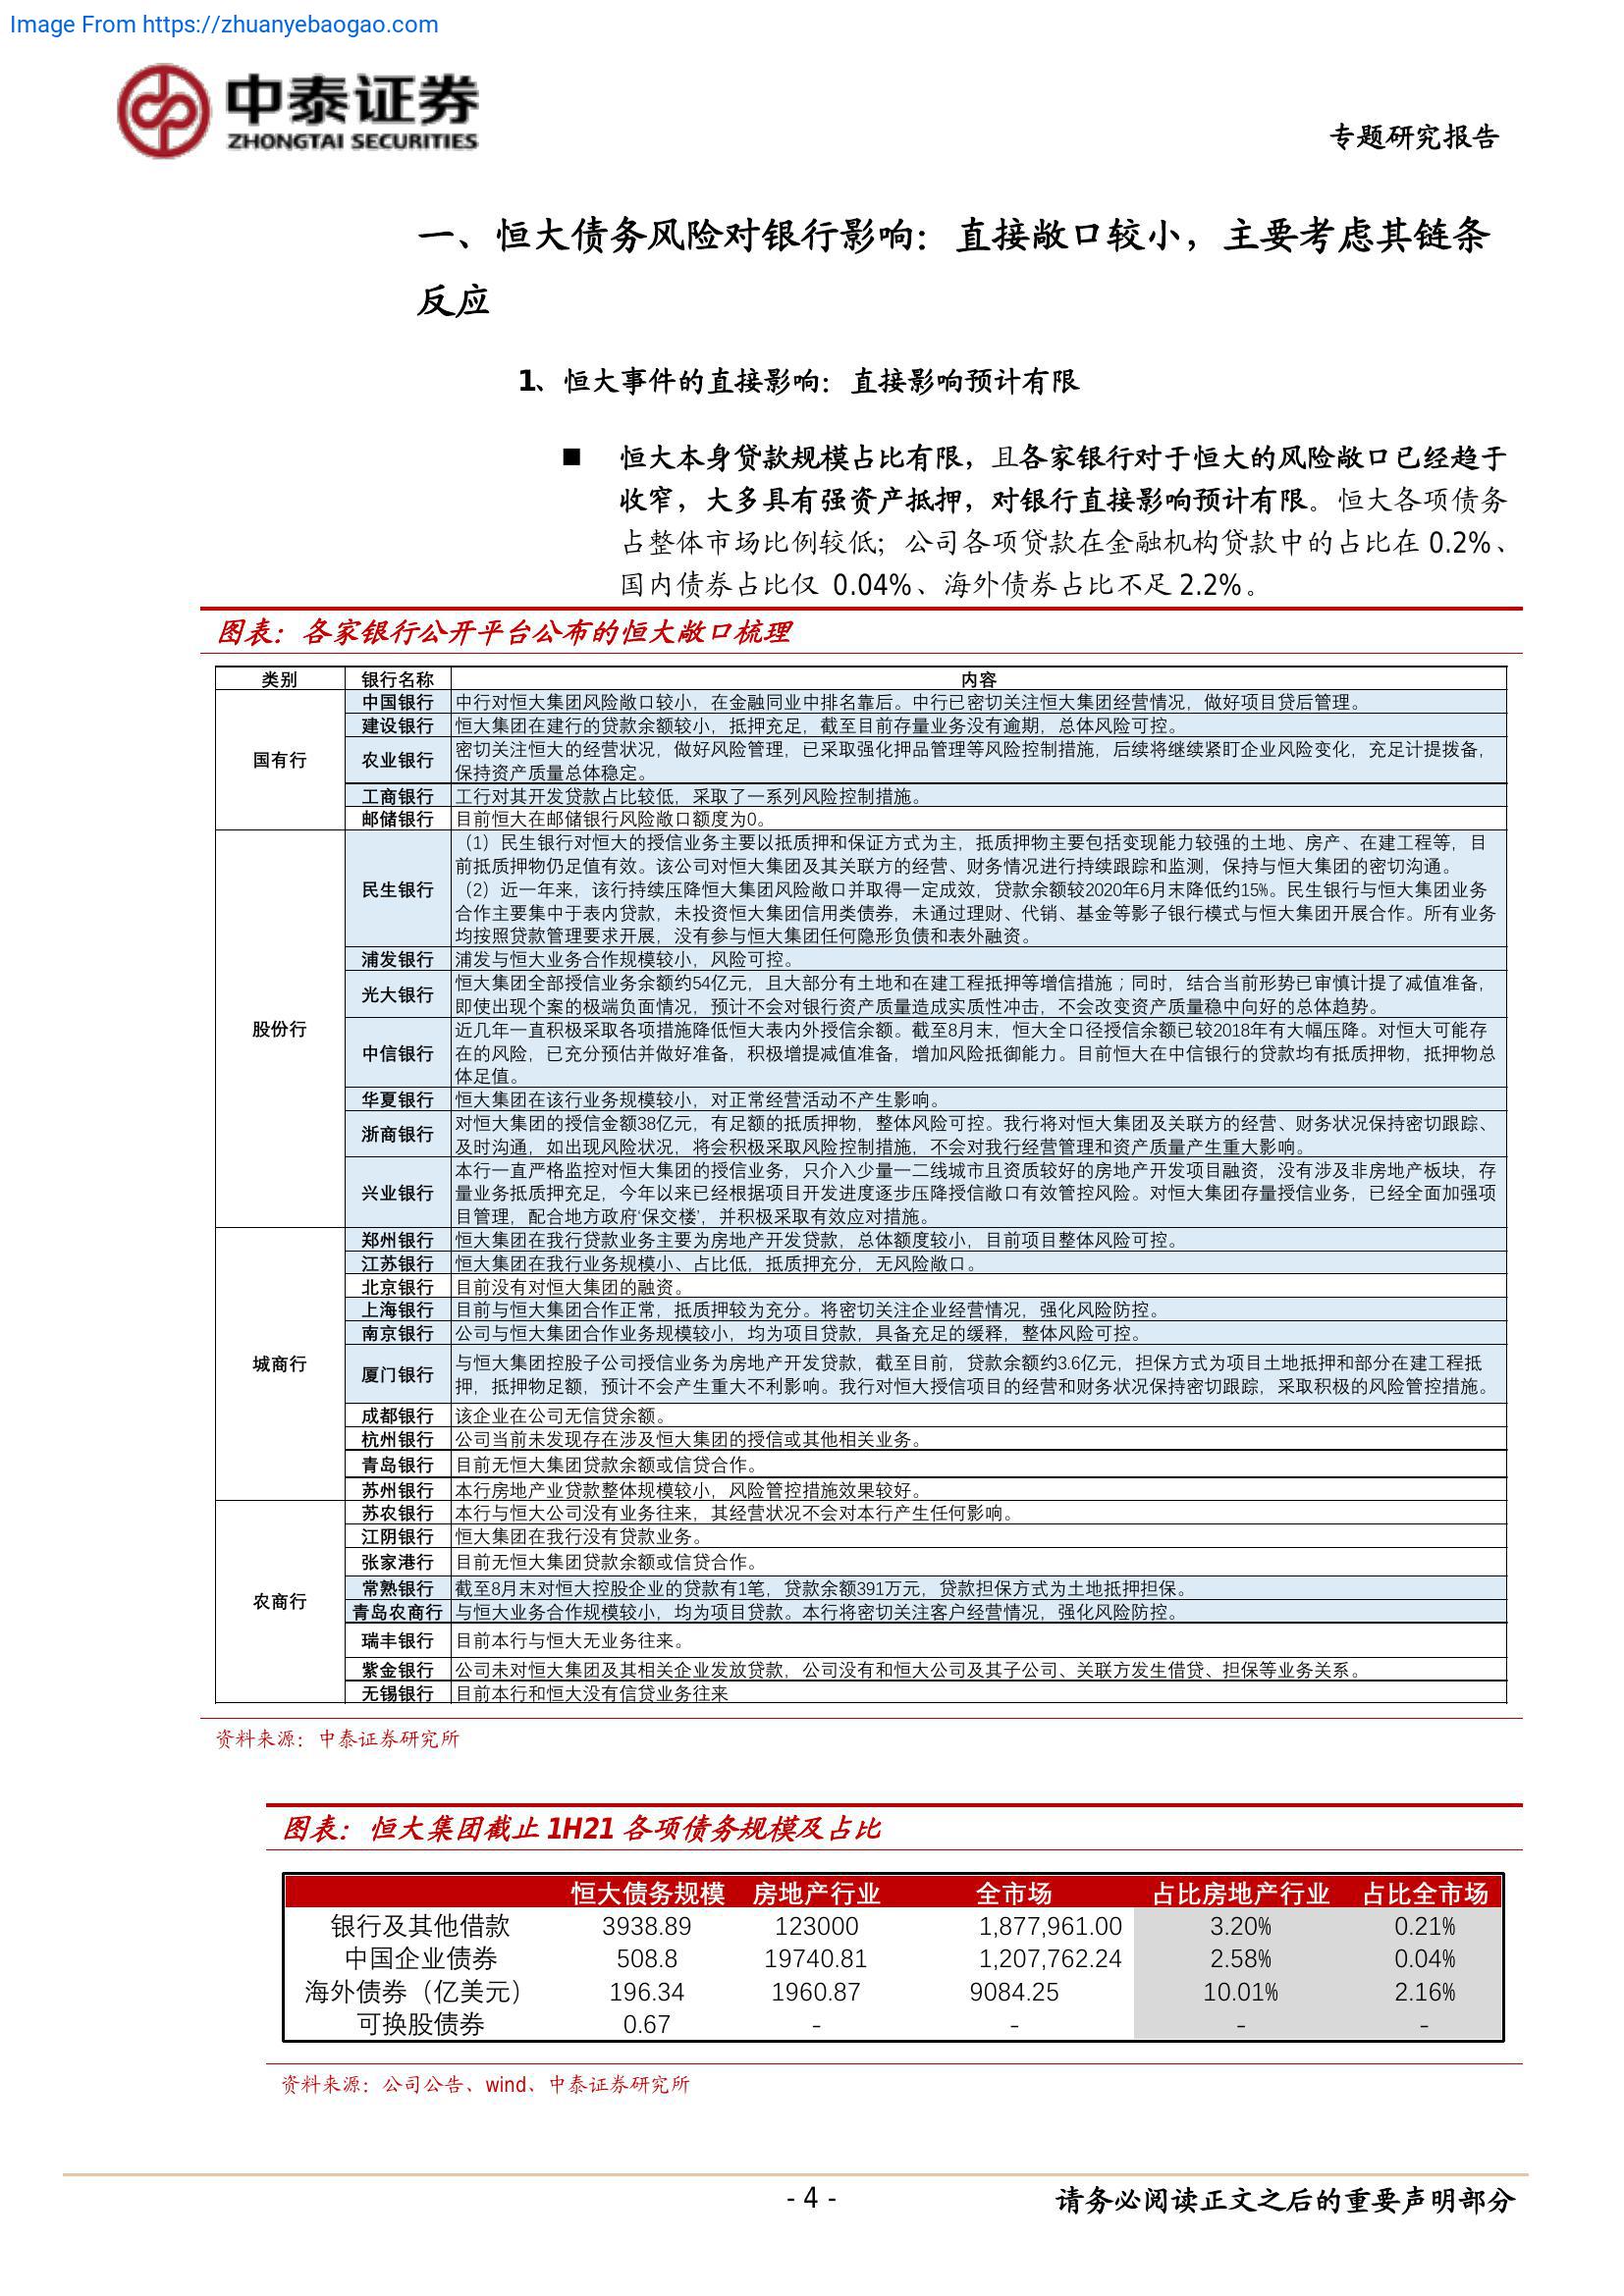 Image From https://zhuanyebaogao.com
中泰证券
ZHONGTAI SECURITIES
专题研究报告
一、恒大债务风险对银行影响：直接敞口较小，主要考虑其链条
反应
1、恒大事件的直接影响：直接影响预计有限
■ 恒大本身贷款规模占比有限，且各家银行对于恒大的风险敞口已经趋于
收窄，大多具有强资产抵押，对银行直接影响预计有限。恒大各项债务
占整体市场比例较低；公司各项贷款在金融机构贷款中的占比在 0.2%、
国内债券占比仅 0.04%、海外债券占比不足 2.2%。
图表：各家银行公开平台公布的恒大敞口梳理
类别 银行名称 内容
国有行
中国银行 中行对恒大集团风险敞口较小，在金融同业中排名靠后。中行已密切关注恒大集团经营情况，做好项目贷后管理。
建设银行 恒大集团在建行的贷款余额较小，抵押充足，截至目前存量业务没有逾期，总体风险可控。
农业银行 密切关注恒大的经营状况，做好风险管理，已采取强化押品管理等风险控制措施，后续将继续紧盯企业风险变化，充足计提拨备，
保持资产质量总体稳定。
工商银行 工行对其开发贷款占比较低，采取了一系列风险控制措施。
邮储银行 目前恒大在邮储银行风险敞口额度为0。
股份行
民生银行 （1）民生银行对恒大的授信业务主要以抵质押和保证方式为主，抵质押物主要包括变现能力较强的土地、房产、在建工程等，目
前抵质押物仍足值有效。该公司对恒大集团及其关联方的经营、财务情况进行持续跟踪和监测，保持与恒大集团的密切沟通。
（2）近一年来，该行持续压降恒大集团风险敞口并取得一定成效，贷款余额较2020年6月末降低约15%。民生银行与恒大集团业务
合作主要集中于表内贷款，未投资恒大集团信用类债券，未通过理财、代销、基金等影子银行模式与恒大集团开展合作。所有业务
均按照贷款管理要求开展，没有参与恒大集团任何隐形负债和表外融资。
浦发银行 浦发与恒大业务合作规模较小，风险可控。
光大银行 恒大集团全部授信业务余额约54亿元，且大部分有土地和在建工程抵押等增信措施；同时，结合当前形势已审慎计提了减值准备，
即使出现个案的极端负面情况，预计不会对银行资产质量造成实质性冲击，不会改变资产质量稳中向好的总体趋势。
中信银行 近几年一直积极采取各项措施降低恒大表内外授信余额。截至8月末，恒大全口径授信余额已较2018年有大幅压降。对恒大可能存
在的风险，已充分预估并做好准备，积极增提减值准备，增加风险抵御能力。目前恒大在中信银行的贷款均有抵质押物，抵押物总
体足值。
华夏银行 恒大集团在该行业务规模较小，对正常经营活动不产生影响。
浙商银行 对恒大集团的授信金额38亿元，有足额的抵质押物，整体风险可控。我行将对恒大集团及关联方的经营、财务状况保持密切跟踪、
及时沟通，如出现风险状况，将会积极采取风险控制措施，不会对我行经营管理和资产质量产生重大影响。
兴业银行 本行一直严格监控对恒大集团的授信业务，只介入少量一二线城市且资质较好的房地产开发项目融资，没有涉及非房地产板块，存
量业务抵质押充足，今年以来已经根据项目开发进度逐步压降授信敞口有效管控风险。对恒大集团存量授信业务，已经全面加强项
目管理，配合地方政府‘保交楼’，并积极采取有效应对措施。
城商行
郑州银行 恒大集团在我行贷款业务主要为房地产开发贷款，总体额度较小，目前项目整体风险可控。
江苏银行 恒大集团在我行业务规模小、占比低，抵质押充分，无风险敞口。
北京银行 目前没有对恒大集团的融资。
上海银行 目前与恒大集团合作正常，抵质押较为充分。将密切关注企业经营情况，强化风险防控。
南京银行 公司与恒大集团合作业务规模较小，均为项目贷款，具备充足的缓释，整体风险可控。
厦门银行 与恒大集团控股子公司授信业务为房地产开发贷款，截至目前，贷款余额约3.6亿元，担保方式为项目土地抵押和部分在建工程抵
押，抵押物足额，预计不会产生重大不利影响。我行对恒大授信项目的经营和财务状况保持密切跟踪，采取积极的风险管控措施。
成都银行 该企业在公司无信贷余额。
杭州银行 公司当前未发现存在涉及恒大集团的授信或其他相关业务。
青岛银行 目前无恒大集团贷款余额或信贷合作。
苏州银行 本行房地产业贷款整体规模较小，风险管控措施效果较好。
农商行
苏农银行 本行与恒大公司没有业务往来，其经营状况不会对本行产生任何影响。
江阴银行 恒大集团在我行没有贷款业务。
张家港行 目前无恒大集团贷款余额或信贷合作。
常熟银行 截至8月末对恒大控股企业的贷款有1笔，贷款余额391万元，贷款担保方式为土地抵押担保。
青岛农商行 与恒大业务合作规模较小，均为项目贷款。本行将密切关注客户经营情况，强化风险防控。
瑞丰银行 目前本行与恒大无业务往来。
紫金银行 公司未对恒大集团及其相关企业发放贷款，公司没有和恒大公司及其子公司、关联方发生借贷、担保等业务关系。
无锡银行 目前本行和恒大没有信贷业务往来
资料来源：中泰证券研究所
图表：恒大集团截止 1H21 各项债务规模及占比
恒大债务规模 房地产行业 全市场 占比房地产行业 占比全市场
银行及其他借款 3938.89 123000 1,877,961.00 3.20% 0.21%
中国企业债券 508.8 19740.81 1,207,762.24 2.58% 0.04%
海外债券（亿美元） 196.34 1960.87 9084.25 10.01% 2.16%
可换股债券 0.67 - - - -
资料来源：公司公告、wind、中泰证券研究所
- 4 -
请务必阅读正文之后的重要声明部分